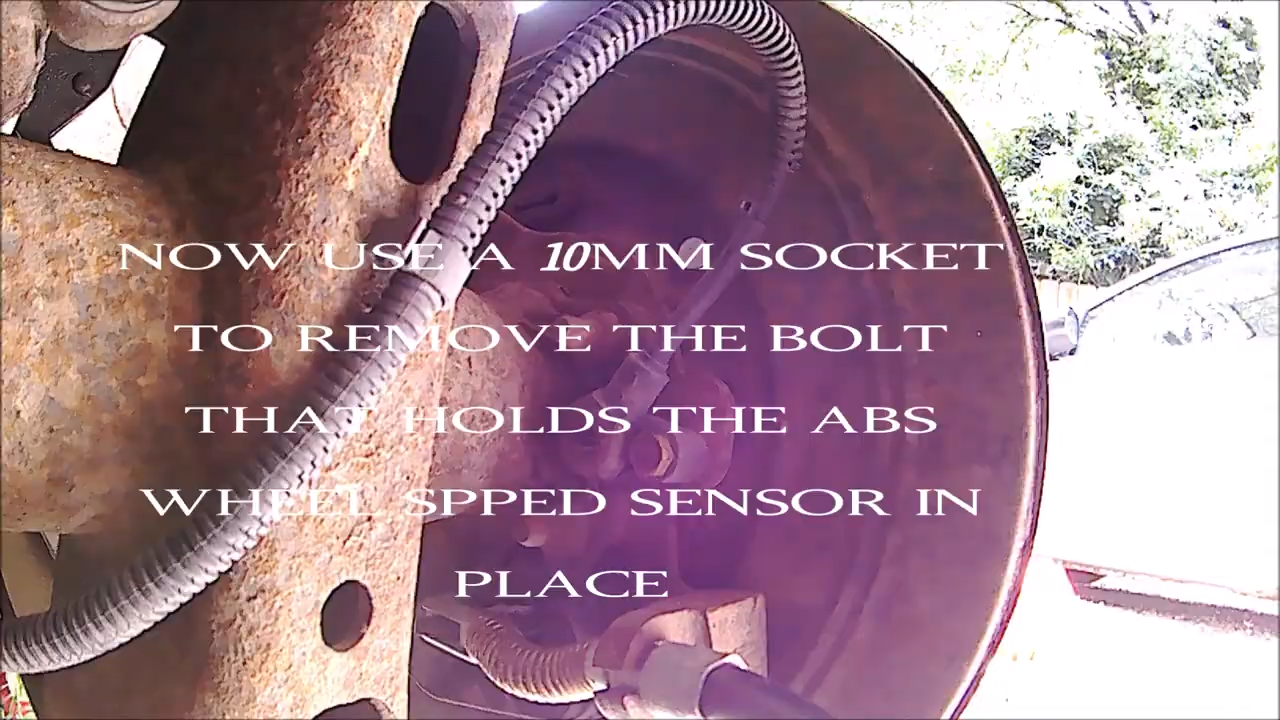 NOW USE A 10MM SOCKET
TO REMOVE THE BOLT
THAT HOLDS THE ABS
WHEEL SPPED SENSOR IN
PLACE